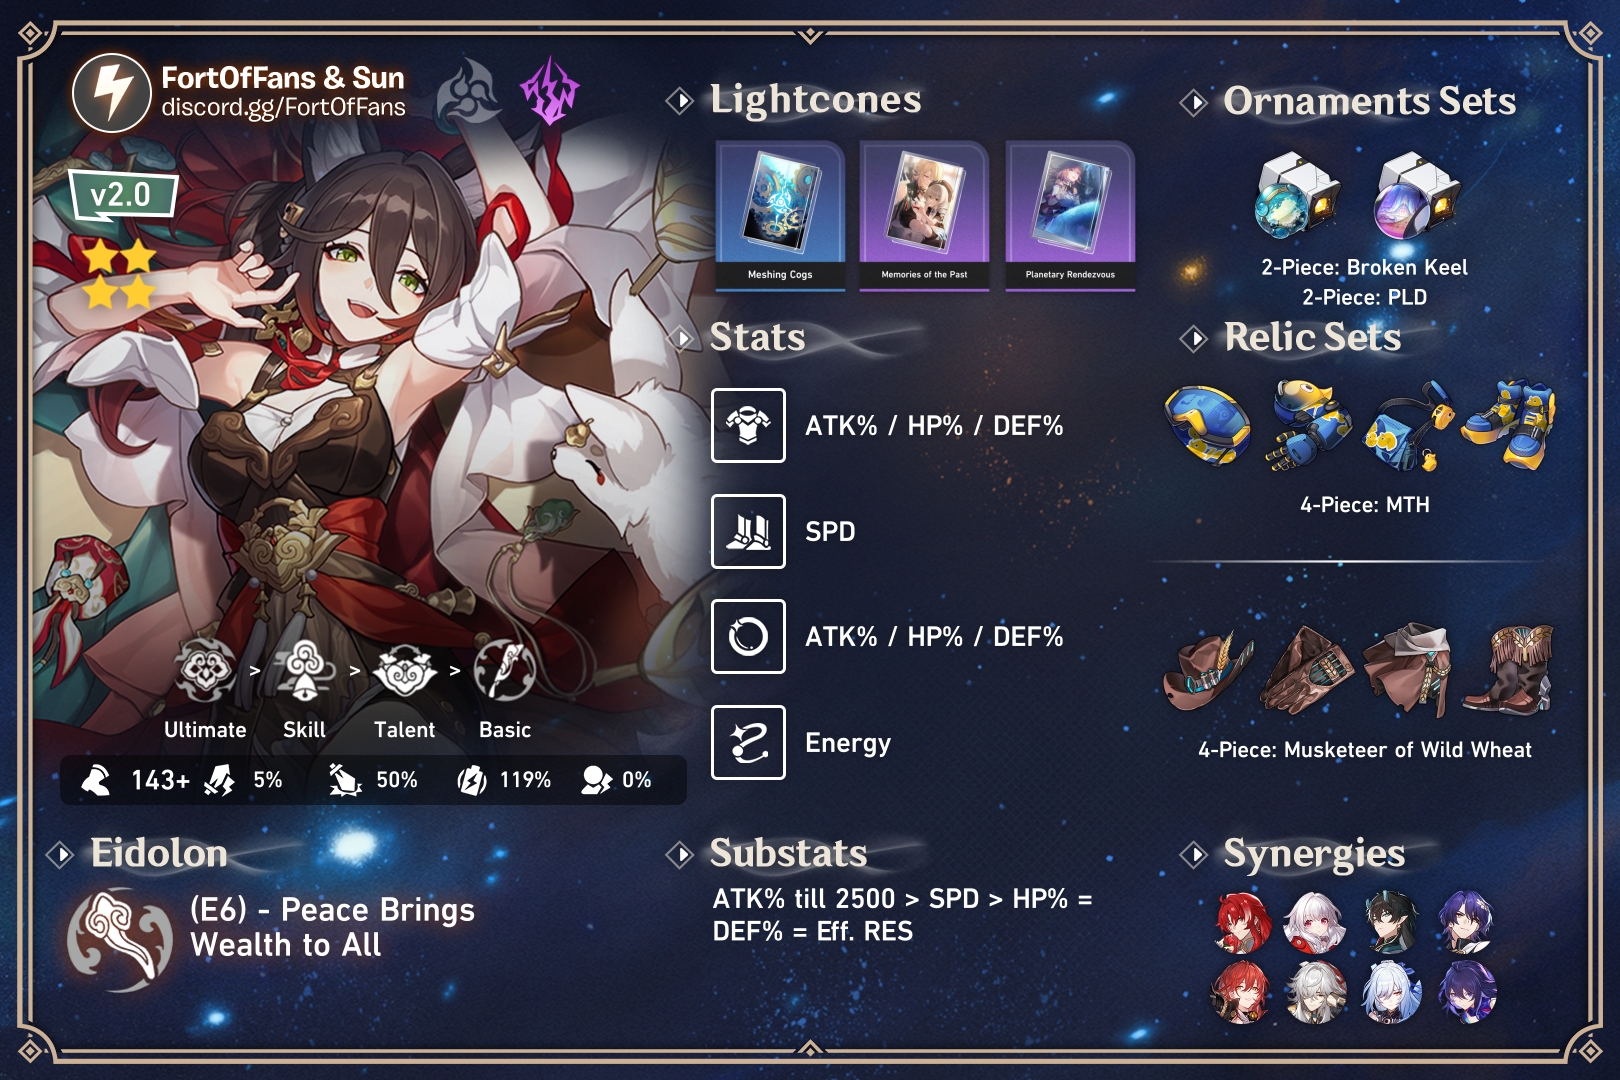 FortOfFans & Sun
discord.gg/FortOfFans
v2.0
Ultimate > Skill > Talent > Basic
143+ 5% 50% 119% 0%
Eidolon
(E6) - Peace Brings
Wealth to All
Lightcones
Meshing Cogs
Memories of the Past
Planetary Rendezvous
Stats
ATK% / HP% / DEF%
SPD
ATK% / HP% / DEF%
Energy
Substats
ATK% till 2500 > SPD > HP% =
DEF% = Eff. RES
Ornaments Sets
2-Piece: Broken Keel
2-Piece: PLD
Relic Sets
4-Piece: MTH
4-Piece: Musketeer of Wild Wheat
Synergies